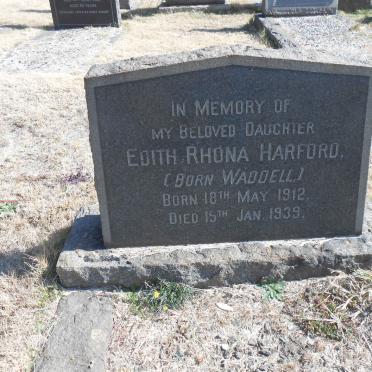 In Memory of
my Beloved Daughter
Edith Rhona Harford,
(Born Waddell)
Born 18th May 1912.
Died 15th Jan. 1939.